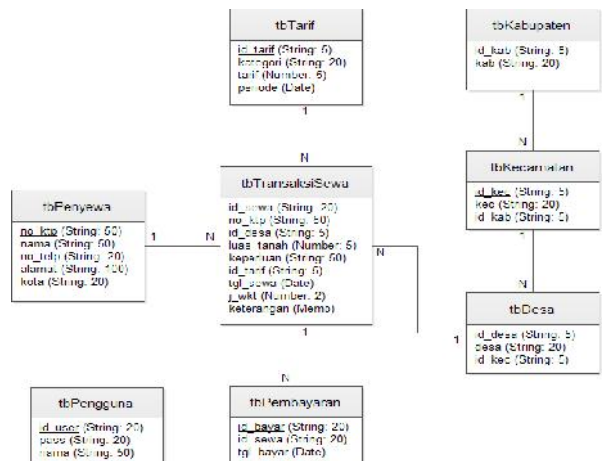 tbTarif
id_tarif (String: 5)
kategori (String: 20)
tarif (Number: 5)
periode (Date)
1
tbKabupaten
id_kab (String: 5)
kab (String: 20)
1
N
tbKecamatan
id_kec (String: 5)
kec (String: 20)
id_kab (String: 5)
1
N
tbDesa
id_desa (String: 5)
desa (String: 20)
id_kec (String: 5)
1
N
tbTransaksiSewa
id_sewa (String: 20)
no_ktp (String: 50)
id_desa (String: 5)
luas_tanah (Number: 5)
keperluan (String: 50)
id_tarif (String: 5)
tgl_sewa (Date)
j_wkt (Number: 2)
keterangan (Memo)
N
1
tbPenyewa
no_ktp (String: 50)
nama (String: 50)
no_telp (String: 20)
alamat (String: 100)
kota (String: 20)
1
N
tbPengguna
id_user (String: 20)
pass (String: 20)
nama (String: 50)
N
tbPembayaran
id_bayar (String: 20)
id_sewa (String: 20)
tgl_bayar (Date)